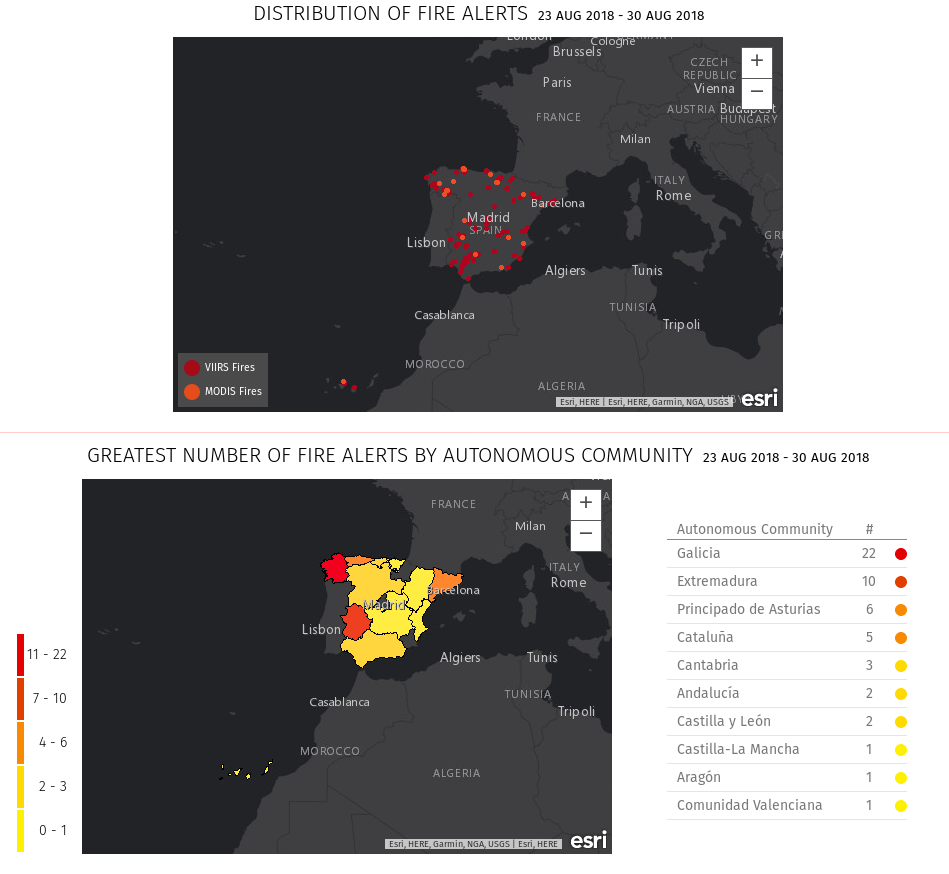 DISTRIBUTION OF FIRE ALERTS 23 AUG 2018 - 30 AUG 2018
London
Cologne
GERMANY
Brussels
CZECH
REPUBLIC
Paris
Vienna
AUSTRIA
Budapest
HUNGARY
FRANCE
Milan
ITALY
Rome
Barcelona
Madrid
SPAIN
Lisbon
Algiers
Tunis
TUNISIA
Casablanca
Tripoli
MOROCCO
ALGERIA
+
−
VIIRS Fires
MODIS Fires
Esri, HERE | Esri, HERE, Garmin, NGA, USGS
esri
GREATEST NUMBER OF FIRE ALERTS BY AUTONOMOUS COMMUNITY 23 AUG 2018 - 30 AUG 2018
11 - 22
7 - 10
4 - 6
2 - 3
0 - 1
FRANCE
Milan
ITALY
Rome
Barcelona
Madrid
Lisbon
Algiers
Tunis
TUNISIA
Casablanca
Tripoli
MOROCCO
ALGERIA
+
−
Esri, HERE, Garmin, NGA, USGS | Esri, HERE
esri
Autonomous Community #
Galicia 22
Extremadura 10
Principado de Asturias 6
Cataluña 5
Cantabria 3
Andalucía 2
Castilla y León 2
Castilla-La Mancha 1
Aragón 1
Comunidad Valenciana 1